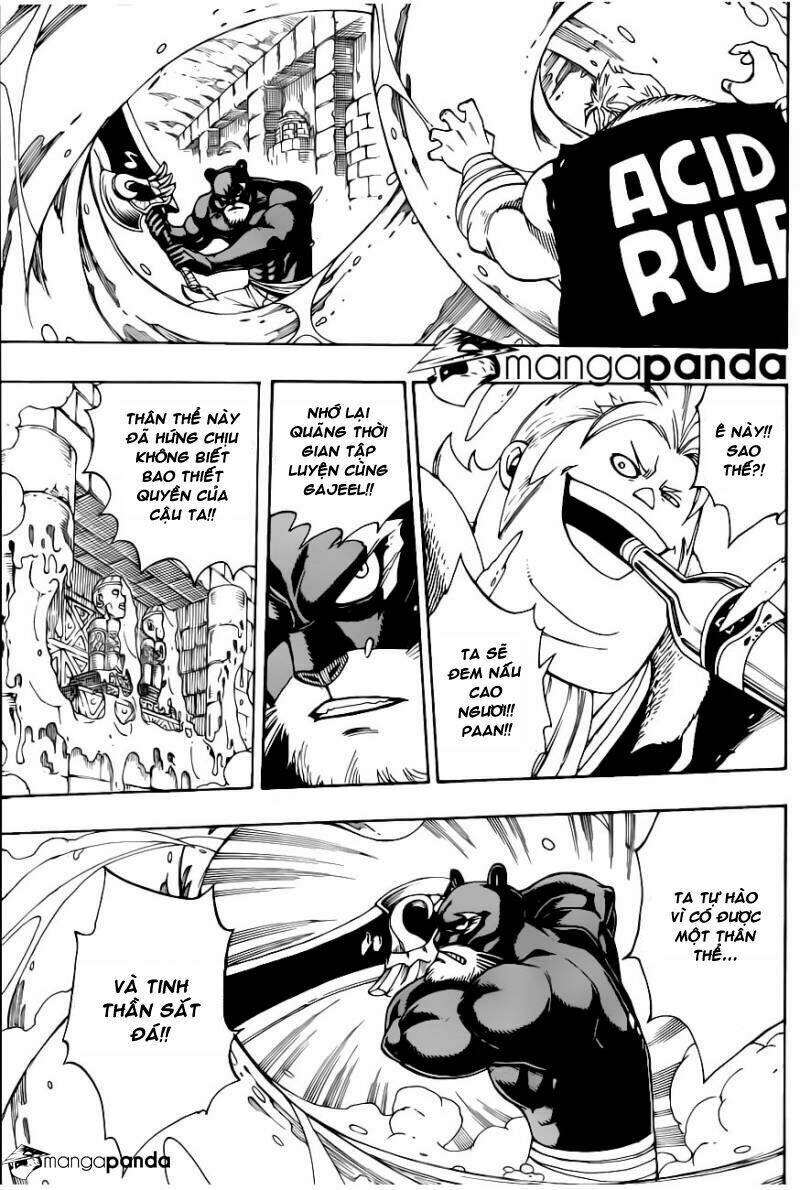 ACID
RULE
mangapanda
Ê NÀY!!
SAO
THẾ?!
TA SẼ
ĐEM NẤU
CAO
NGƯƠI!!
PAAN!!
NHỚ LẠI
QUÃNG THỜI
GIAN TẬP
LUYỆN CÙNG
GAJEEL!!
THÂN THỂ NÀY
ĐÃ HỨNG CHỊU
KHÔNG BIẾT
BAO THIẾT
QUYỀN CỦA
CẬU TA!!
TA TỰ HÀO
VÌ CÓ ĐƯỢC
MỘT THÂN
THỂ...
VÀ TINH
THẦN SẮT
ĐÁ!!
mangapanda